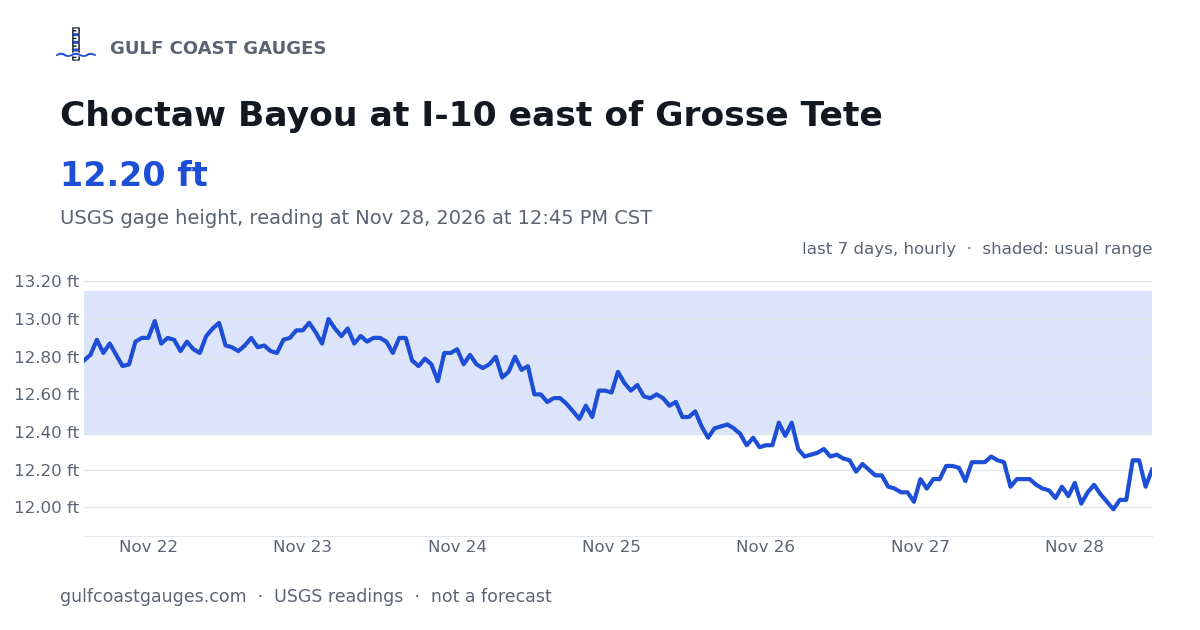 GULF COAST GAUGES
Choctaw Bayou at I-10 east of Grosse Tete
12.20 ft
USGS gage height, reading at Nov 28, 2026 at 12:45 PM CST
last 7 days, hourly · shaded: usual range
13.20 ft
13.00 ft
12.80 ft
12.60 ft
12.40 ft
12.20 ft
12.00 ft
Nov 22 Nov 23 Nov 24 Nov 25 Nov 26 Nov 27 Nov 28
gulfcoastgauges.com · USGS readings · not a forecast